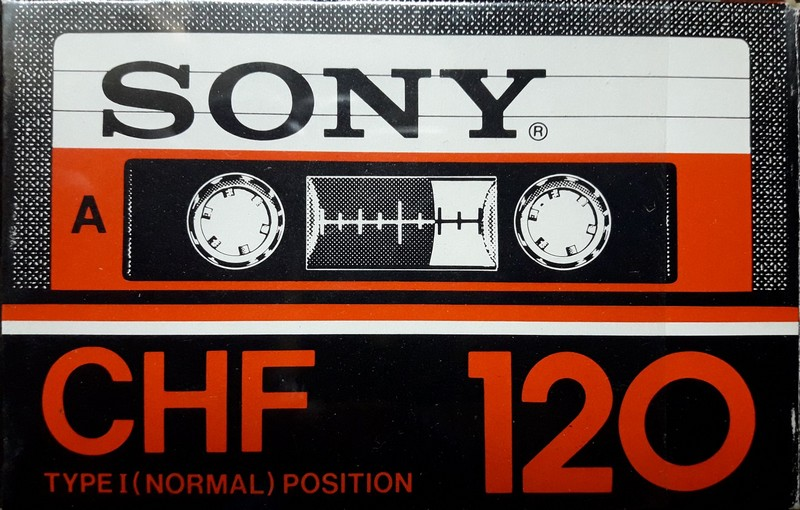 SONY®
A
CHF 120
TYPE I (NORMAL) POSITION